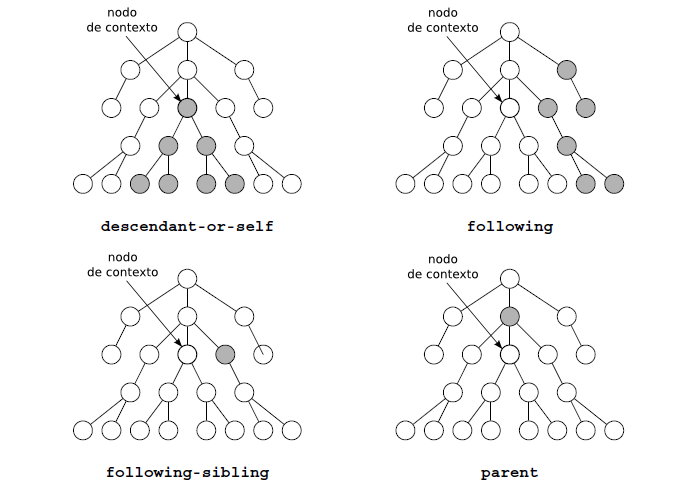 nodo
de contexto
descendant-or-self
nodo
de contexto
following
nodo
de contexto
following-sibling
nodo
de contexto
parent